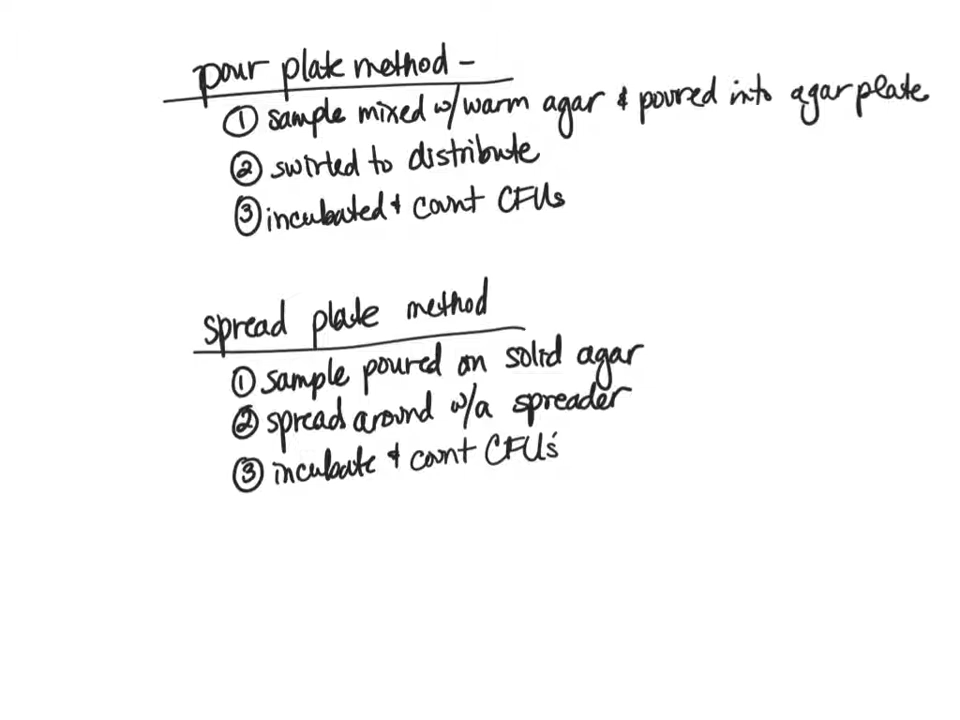 pour plate method -
① sample mixed w/warm agar & poured into agar plate
② swirled to distribute
③ incubated & count CFUs
spread plate method
① sample poured on solid agar
② spread around w/a spreader
③ incubate & count CFU's